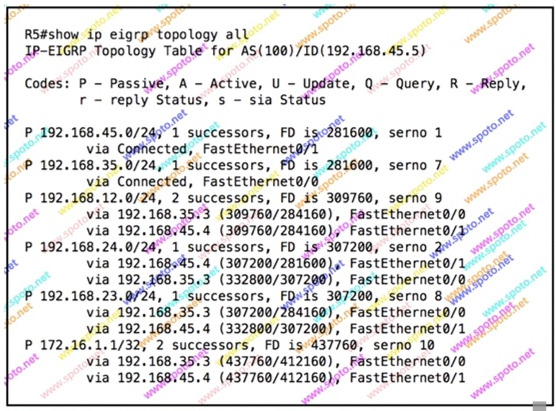 R5#show ip eigrp topology all
IP-EIGRP Topology Table for AS(100)/ID(192.168.45.5)
Codes: P - Passive, A - Active, U - Update, Q - Query, R - Reply,
r - reply Status, s - sia Status
P 192.168.45.0/24, 1 successors, FD is 281600, serno 1
via Connected, FastEthernet0/1
P 192.168.35.0/24, 1 successors, FD is 281600, serno 7
via Connected, FastEthernet0/0
P 192.168.12.0/24, 2 successors, FD is 309760, serno 9
via 192.168.35.3 (309760/284160), FastEthernet0/0
via 192.168.45.4 (309760/284160), FastEthernet0/1
P 192.168.24.0/24, 1 successors, FD is 307200, serno 2
via 192.168.45.4 (307200/281600), FastEthernet0/1
via 192.168.35.3 (332800/307200), FastEthernet0/0
P 192.168.23.0/24, 1 successors, FD is 307200, serno 8
via 192.168.35.3 (307200/284160), FastEthernet0/0
via 192.168.45.4 (332800/307200), FastEthernet0/1
P 172.16.1.1/32, 2 successors, FD is 437760, serno 10
via 192.168.35.3 (437760/412160), FastEthernet0/0
via 192.168.45.4 (437760/412160), FastEthernet0/1
www.spoto.net